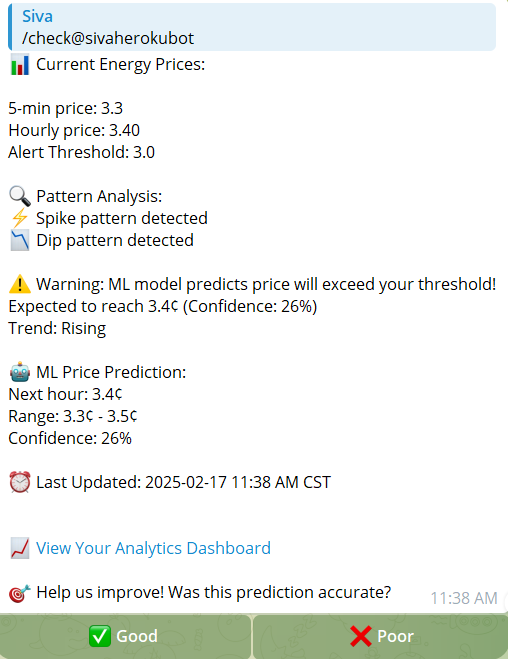 Siva
/check@sivaherokubot
📊 Current Energy Prices:
5-min price: 3.3
Hourly price: 3.40
Alert Threshold: 3.0
🔍 Pattern Analysis:
⚡ Spike pattern detected
📉 Dip pattern detected
⚠️ Warning: ML model predicts price will exceed your threshold!
Expected to reach 3.4¢ (Confidence: 26%)
Trend: Rising
🤖 ML Price Prediction:
Next hour: 3.4¢
Range: 3.3¢ - 3.5¢
Confidence: 26%
⏰ Last Updated: 2025-02-17 11:38 AM CST
📈 View Your Analytics Dashboard
🎯 Help us improve! Was this prediction accurate?
11:38 AM
✅ Good
❌ Poor